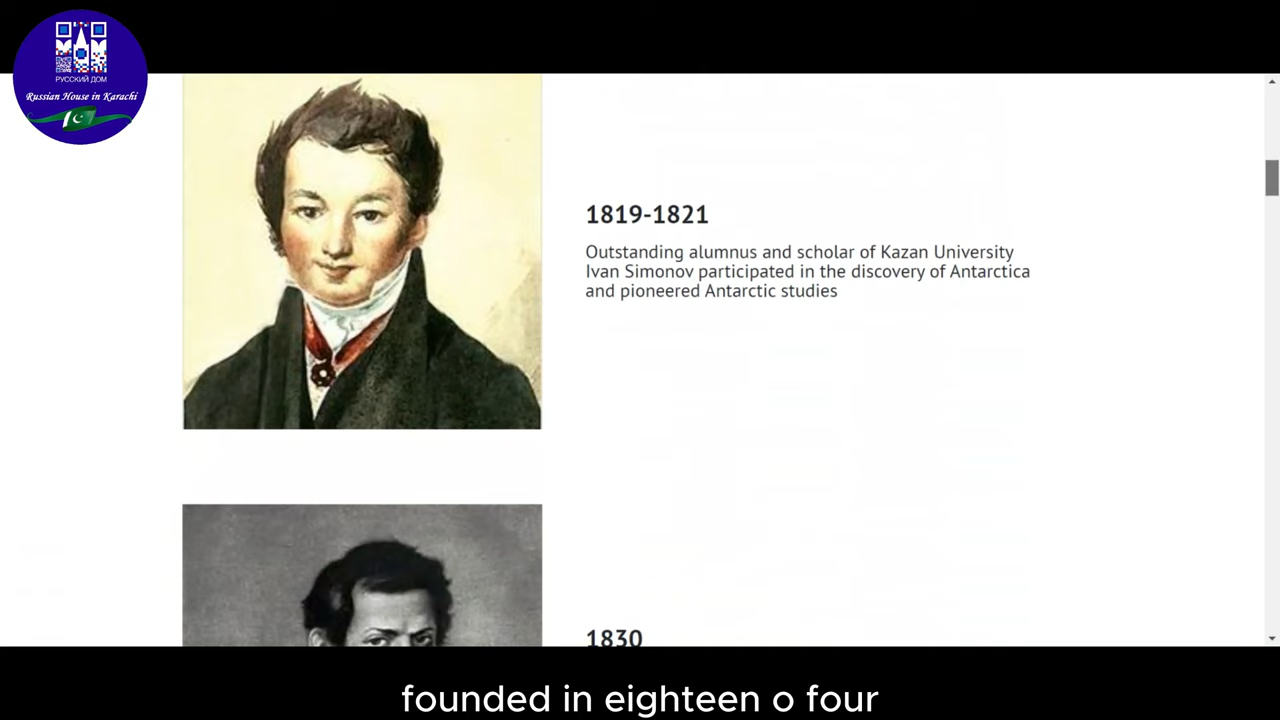 РУССКИЙ ДОМ
Russian House in Karachi
1819-1821
Outstanding alumnus and scholar of Kazan University
Ivan Simonov participated in the discovery of Antarctica
and pioneered Antarctic studies
1830
founded in eighteen o four